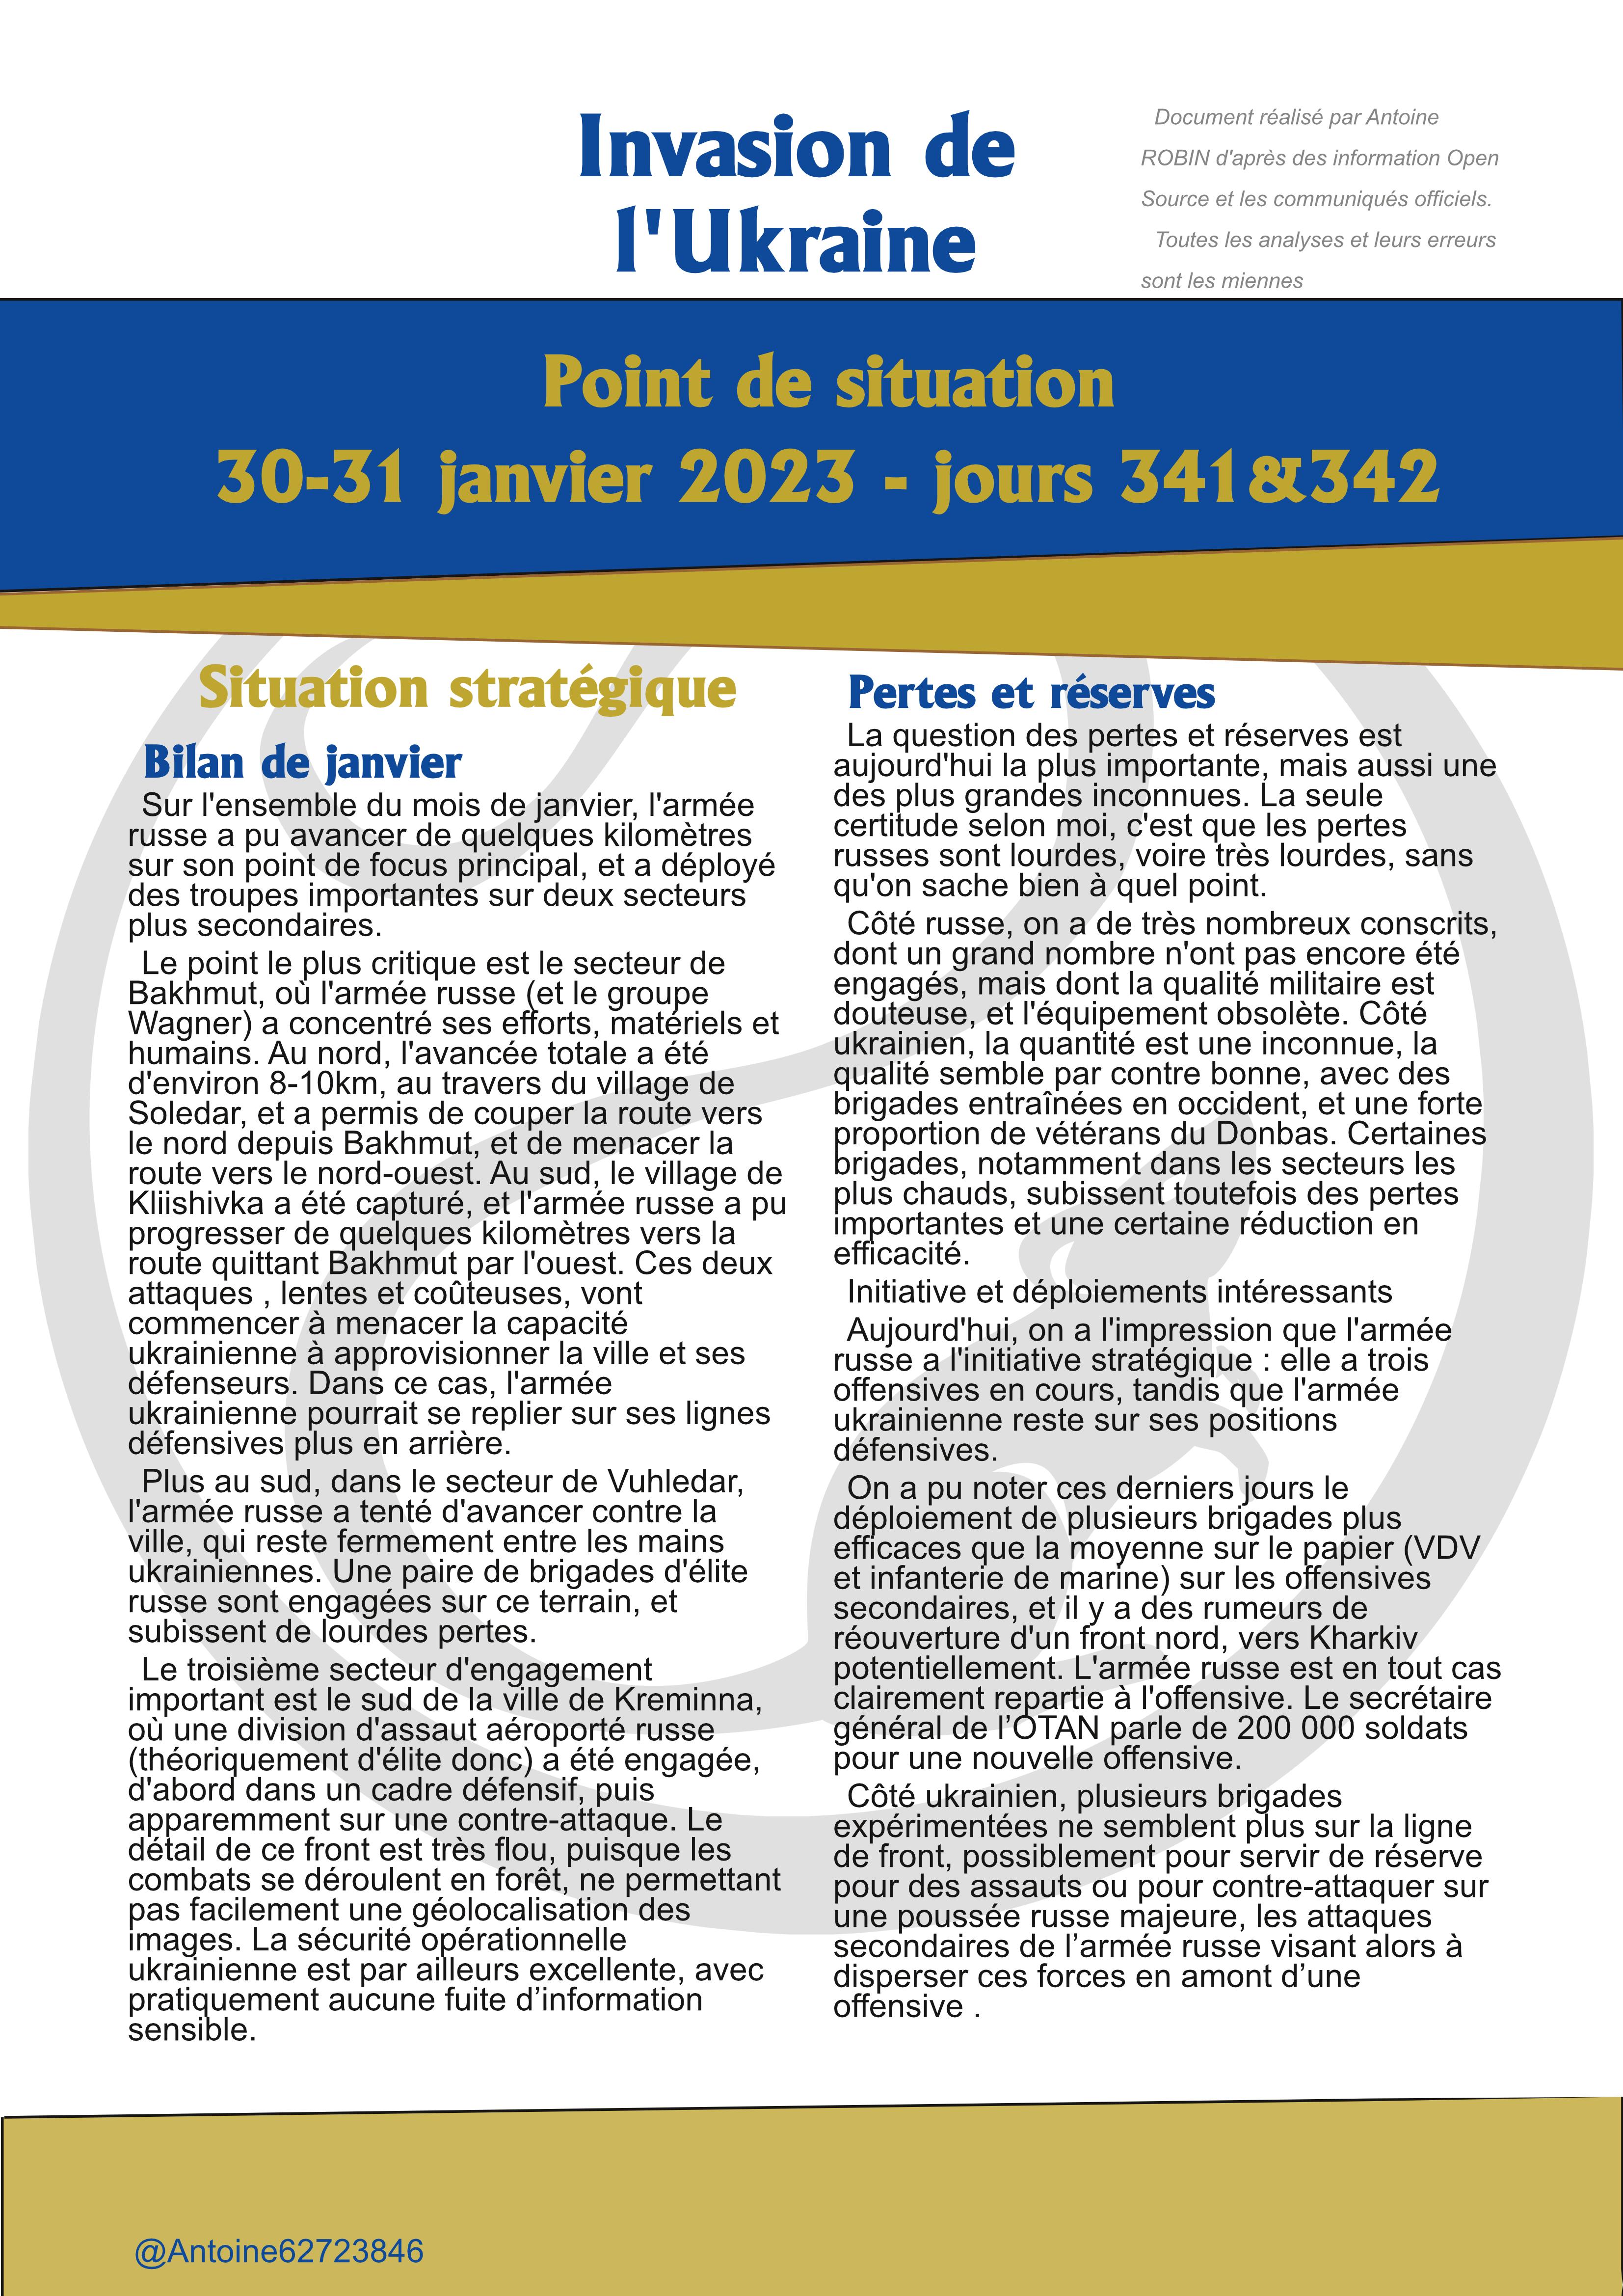 Invasion de
l'Ukraine
Document réalisé par Antoine
ROBIN d'après des information Open
Source et les communiqués officiels.
Toutes les analyses et leurs erreurs
sont les miennes
Point de situation
30-31 janvier 2023 - jours 341&342
Situation stratégique
Bilan de janvier
Sur l'ensemble du mois de janvier, l'armée
russe a pu avancer de quelques kilomètres
sur son point de focus principal, et a déployé
des troupes importantes sur deux secteurs
plus secondaires.
Le point le plus critique est le secteur de
Bakhmut, où l'armée russe (et le groupe
Wagner) a concentré ses efforts, matériels et
humains. Au nord, l'avancée totale a été
d'environ 8-10km, au travers du village de
Soledar, et a permis de couper la route vers
le nord depuis Bakhmut, et de menacer la
route vers le nord-ouest. Au sud, le village de
Kliishivka a été capturé, et l'armée russe a pu
progresser de quelques kilomètres vers la
route quittant Bakhmut par l'ouest. Ces deux
attaques , lentes et coûteuses, vont
commencer à menacer la capacité
ukrainienne à approvisionner la ville et ses
défenseurs. Dans ce cas, l'armée
ukrainienne pourrait se replier sur ses lignes
défensives plus en arrière.
Plus au sud, dans le secteur de Vuhledar,
l'armée russe a tenté d'avancer contre la
ville, qui reste fermement entre les mains
ukrainiennes. Une paire de brigades d'élite
russe sont engagées sur ce terrain, et
subissent de lourdes pertes.
Le troisième secteur d'engagement
important est le sud de la ville de Kreminna,
où une division d'assaut aéroporté russe
(théoriquement d'élite donc) a été engagée,
d'abord dans un cadre défensif, puis
apparemment sur une contre-attaque. Le
détail de ce front est très flou, puisque les
combats se déroulent en forêt, ne permettant
pas facilement une géolocalisation des
images. La sécurité opérationnelle
ukrainienne est par ailleurs excellente, avec
pratiquement aucune fuite d’information
sensible.
Pertes et réserves
La question des pertes et réserves est
aujourd'hui la plus importante, mais aussi une
des plus grandes inconnues. La seule
certitude selon moi, c'est que les pertes
russes sont lourdes, voire très lourdes, sans
qu'on sache bien à quel point.
Côté russe, on a de très nombreux conscrits,
dont un grand nombre n'ont pas encore été
engagés, mais dont la qualité militaire est
douteuse, et l'équipement obsolète. Côté
ukrainien, la quantité est une inconnue, la
qualité semble par contre bonne, avec des
brigades entraînées en occident, et une forte
proportion de vétérans du Donbas. Certaines
brigades, notamment dans les secteurs les
plus chauds, subissent toutefois des pertes
importantes et une certaine réduction en
efficacité.
Initiative et déploiements intéressants
Aujourd'hui, on a l'impression que l'armée
russe a l'initiative stratégique : elle a trois
offensives en cours, tandis que l'armée
ukrainienne reste sur ses positions
défensives.
On a pu noter ces derniers jours le
déploiement de plusieurs brigades plus
efficaces que la moyenne sur le papier (VDV
et infanterie de marine) sur les offensives
secondaires, et il y a des rumeurs de
réouverture d'un front nord, vers Kharkiv
potentiellement. L'armée russe est en tout cas
clairement repartie à l'offensive. Le secrétaire
général de l’OTAN parle de 200 000 soldats
pour une nouvelle offensive.
Côté ukrainien, plusieurs brigades
expérimentées ne semblent plus sur la ligne
de front, possiblement pour servir de réserve
pour des assauts ou pour contre-attaquer sur
une poussée russe majeure, les attaques
secondaires de l’armée russe visant alors à
disperser ces forces en amont d’une
offensive .
@Antoine62723846